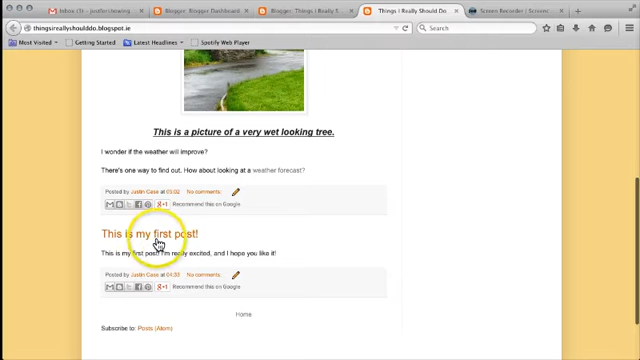 Inbox (1) - justforshowing...
Blogger: Blogger Dashboard
Blogger: Things I Really S...
Things I Really Should Do
Screen Recorder | Screenc...
thingsireallyshoulddo.blogspot.ie
Google
Most Visited
Getting Started
Latest Headlines
Spotify Web Player
This is a picture of a very wet looking tree.
I wonder if the weather will improve?
There's one way to find out. How about looking at a weather forecast?
Posted by Justin Case at 05:02 No comments:
g+1 Recommend this on Google
This is my first post!
This is my first post! I'm really excited, and I hope you like it!
Posted by Justin Case at 04:33 No comments:
g+1 Recommend this on Google
Home
Subscribe to: Posts (Atom)